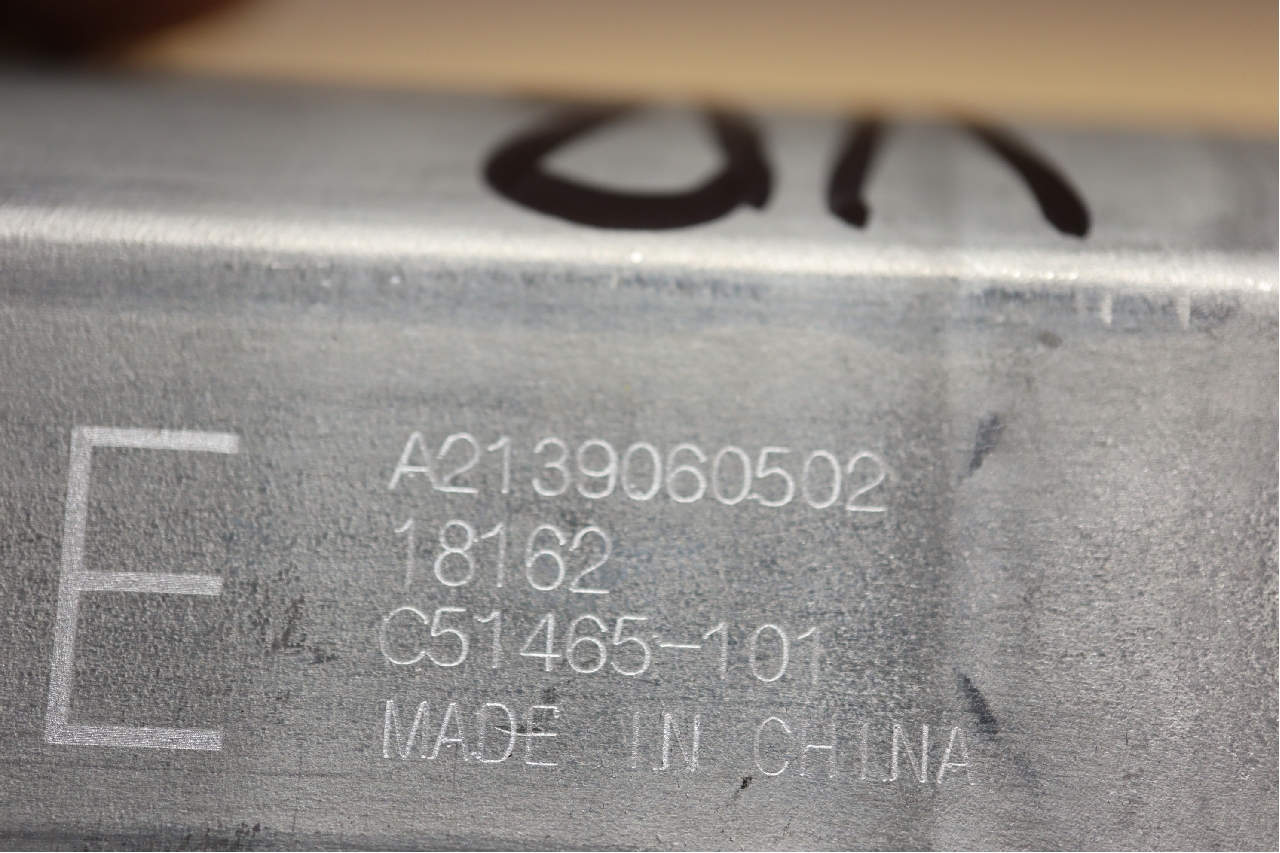 E
A2139060502
18162
C51465-101
MADE IN CHINA